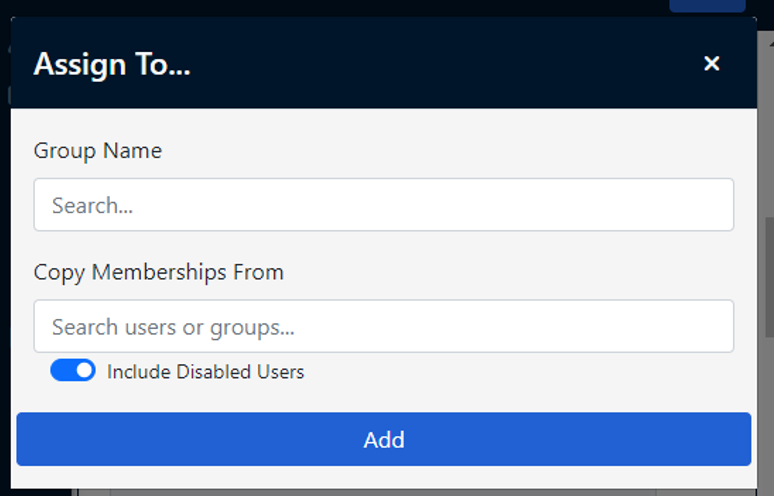 Assign To...
Group Name
Search...
Copy Memberships From
Search users or groups...
Include Disabled Users
Add